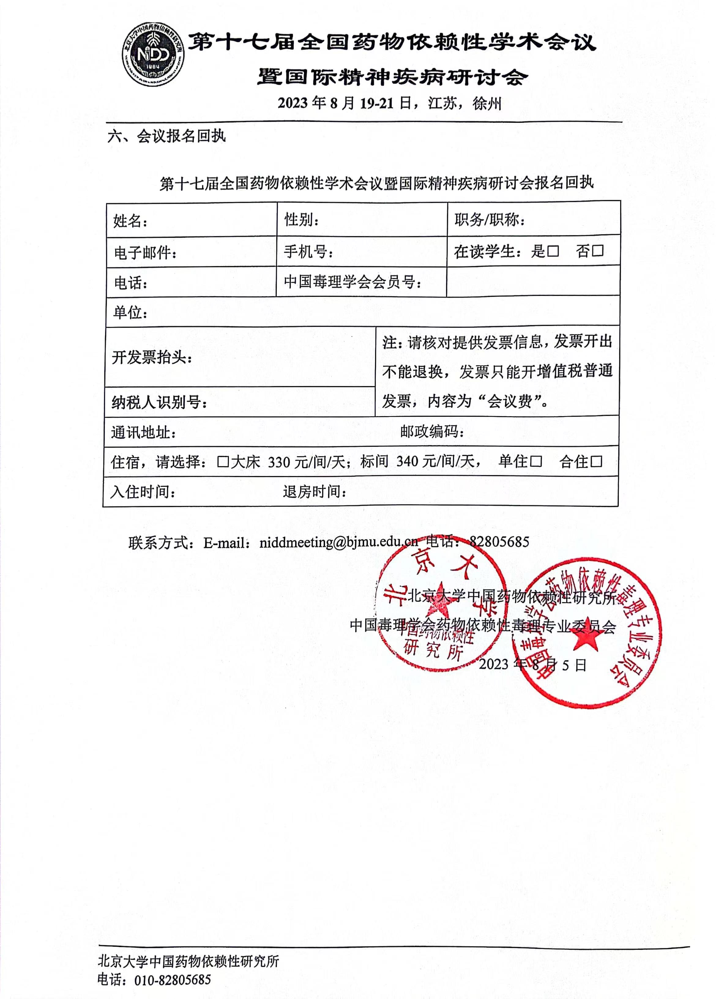 北京大学中国药物依赖性研究所
NIDD
1984
第十七届全国药物依赖性学术会议
暨国际精神疾病研讨会
2023 年 8 月 19-21 日，江苏，徐州
六、会议报名回执
第十七届全国药物依赖性学术会议暨国际精神疾病研讨会报名回执
姓名： 性别： 职务/职称：
电子邮件： 手机号： 在读学生：是□ 否□
电话： 中国毒理学会会员号：
单位：
开发票抬头：
注：请核对提供发票信息，发票开出
不能退换，发票只能开增值税普通
发票，内容为“会议费”。
纳税人识别号：
通讯地址： 邮政编码：
住宿，请选择：□大床 330 元/间/天；标间 340 元/间/天， 单住□ 合住□
入住时间： 退房时间：
联系方式：E-mail：niddmeeting@bjmu.edu.cn 电话：82805685
北京大学中国药物依赖性研究所
中国毒理学会药物依赖性毒理专业委员会
2023 年 8 月 5 日
北京大学
中国药物依赖性
研究所
中国毒理学会药物依赖性毒理专业委员会
北京大学中国药物依赖性研究所
电话：010-82805685